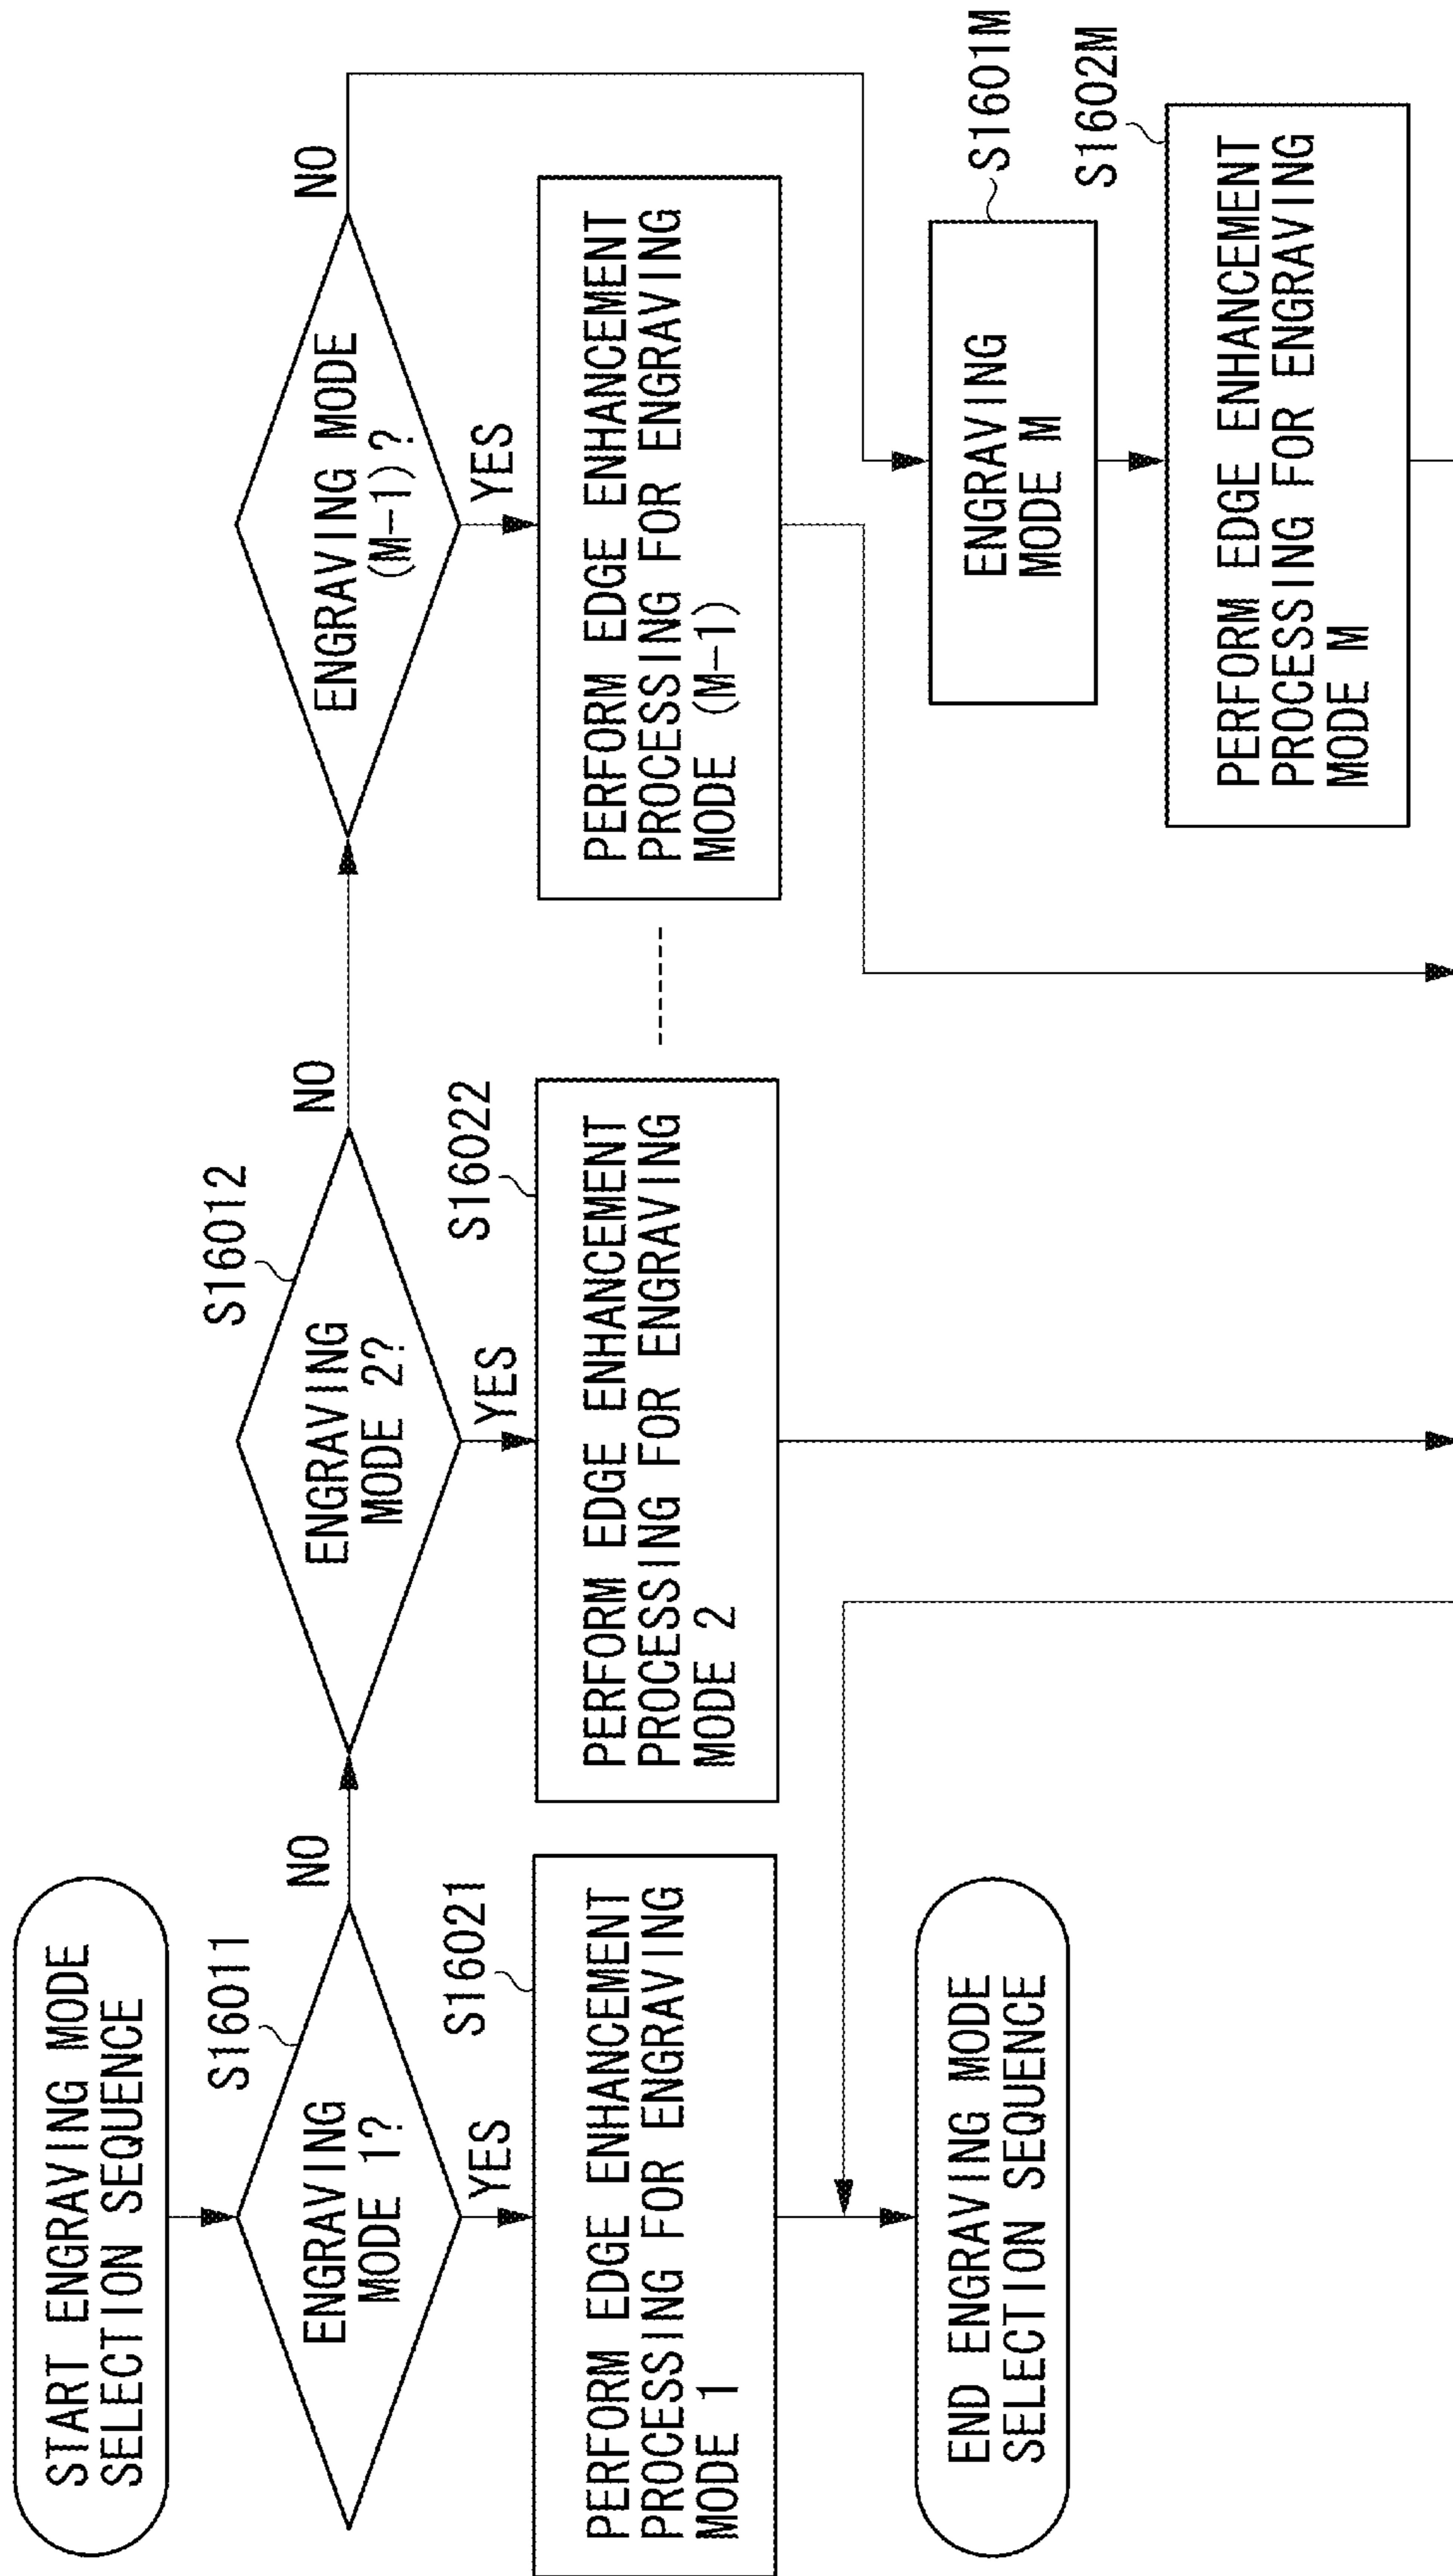 START ENGRAVING MODE
SELECTION SEQUENCE
S16011
ENGRAVING
MODE 1?
NO
YES
S16021
PERFORM EDGE ENHANCEMENT
PROCESSING FOR ENGRAVING
MODE 1
END ENGRAVING MODE
SELECTION SEQUENCE
S16012
ENGRAVING
MODE 2?
NO
YES
S16022
PERFORM EDGE ENHANCEMENT
PROCESSING FOR ENGRAVING
MODE 2
ENGRAVING MODE
(M-1)?
NO
YES
PERFORM EDGE ENHANCEMENT
PROCESSING FOR ENGRAVING
MODE (M-1)
S1601M
ENGRAVING
MODE M
S1602M
PERFORM EDGE ENHANCEMENT
PROCESSING FOR ENGRAVING
MODE M